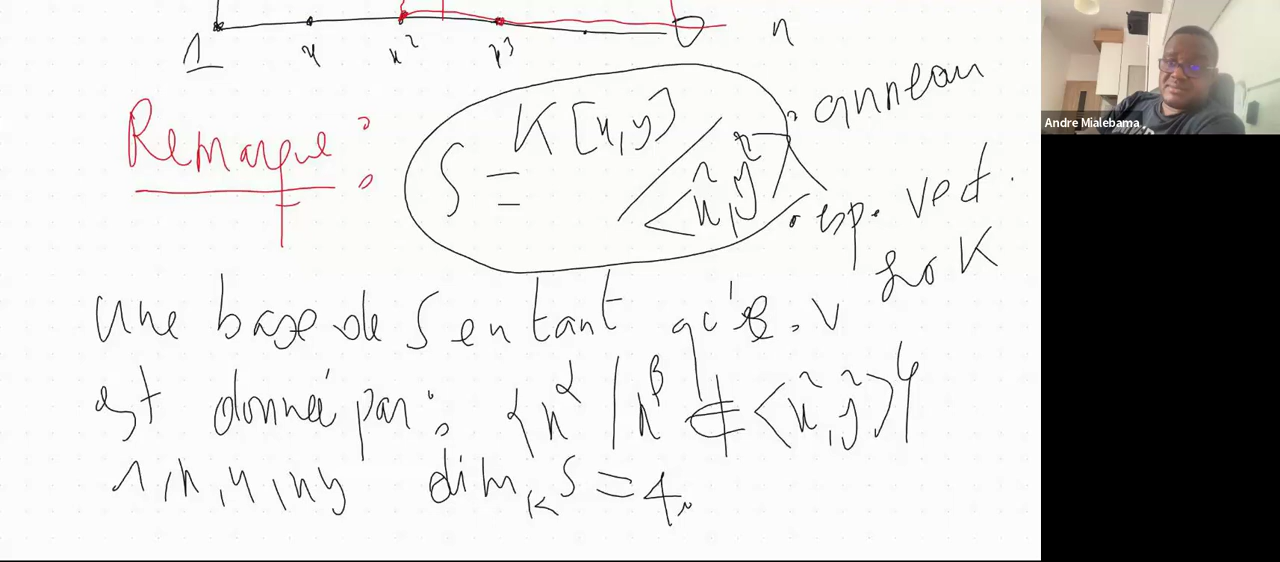 1 x x² x³ 0 x
Remarque :
S = K[x,y] / <x²,y²> : anneau
esp. vect.
sur K
Une base de S en tant qu'e.v
est donnée par : {x^α / x^β ∉ <x²,y²>}
1, x, y, xy dim_K S = 4.
Andre Mialebama